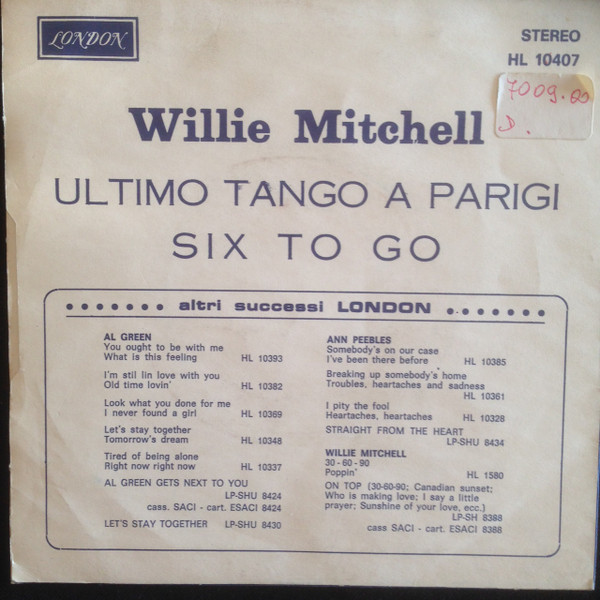 LONDON
STEREO
HL 10407
7009.00
D.
Willie Mitchell
ULTIMO TANGO A PARIGI
SIX TO GO
altri successi LONDON
AL GREEN
You ought to be with me
What is this feeling HL 10393
I'm stil lin love with you
Old time lovin' HL 10382
Look what you done for me
I never found a girl HL 10369
Let's stay together
Tomorrow's dream HL 10348
Tired of being alone
Right now right now HL 10337
AL GREEN GETS NEXT TO YOU
LP-SHU 8424
cass. SACI - cart. ESACI 8424
LET'S STAY TOGETHER LP-SHU 8430
ANN PEEBLES
Somebody's on our case
I've been there before HL 10385
Breaking up somebody's home
Troubles, heartaches and sadness
HL 10361
I pity the fool
Heartaches, heartaches HL 10328
STRAIGHT FROM THE HEART
LP-SHU 8434
WILLIE MITCHELL
30-60-90
Poppin' HL 1580
ON TOP (30-60-90; Canadian sunset;
Who is making love; I say a little
prayer; Sunshine of your love, ecc.)
LP-SH 8388
cass SACI - cart. ESACI 8388